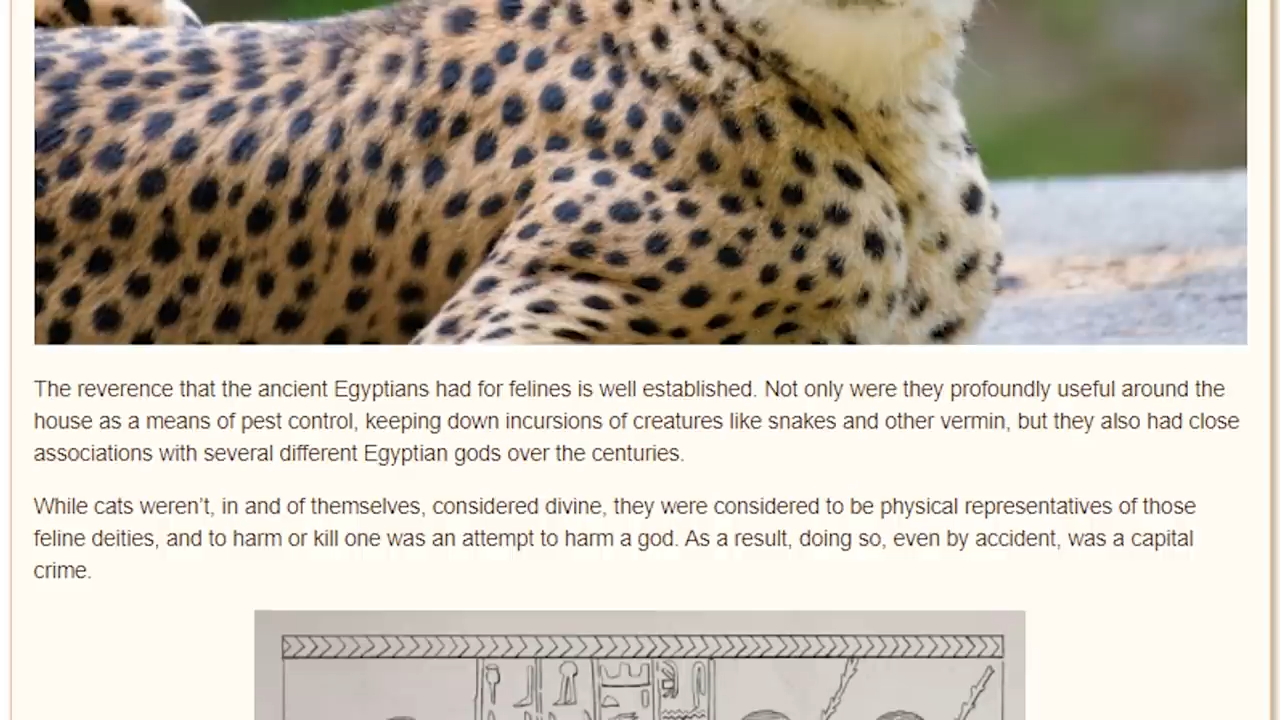 The reverence that the ancient Egyptians had for felines is well established. Not only were they profoundly useful around the
house as a means of pest control, keeping down incursions of creatures like snakes and other vermin, but they also had close
associations with several different Egyptian gods over the centuries.
While cats weren’t, in and of themselves, considered divine, they were considered to be physical representatives of those
feline deities, and to harm or kill one was an attempt to harm a god. As a result, doing so, even by accident, was a capital
crime.